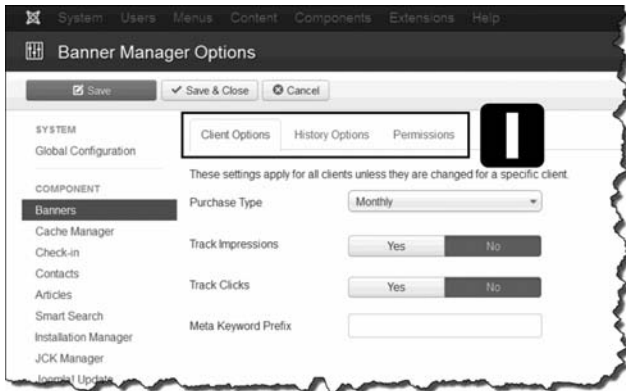 System Users Menus Content Components Extensions Help
Banner Manager Options
Save
Save & Close
Cancel
SYSTEM
Global Configuration
COMPONENT
Banners
Cache Manager
Check-in
Contacts
Articles
Smart Search
Installation Manager
JCK Manager
Joomla! Update
Client Options
History Options
Permissions
I
These settings apply for all clients unless they are changed for a specific client.
Purchase Type
Monthly
Track Impressions
Yes
No
Track Clicks
Yes
No
Meta Keyword Prefix